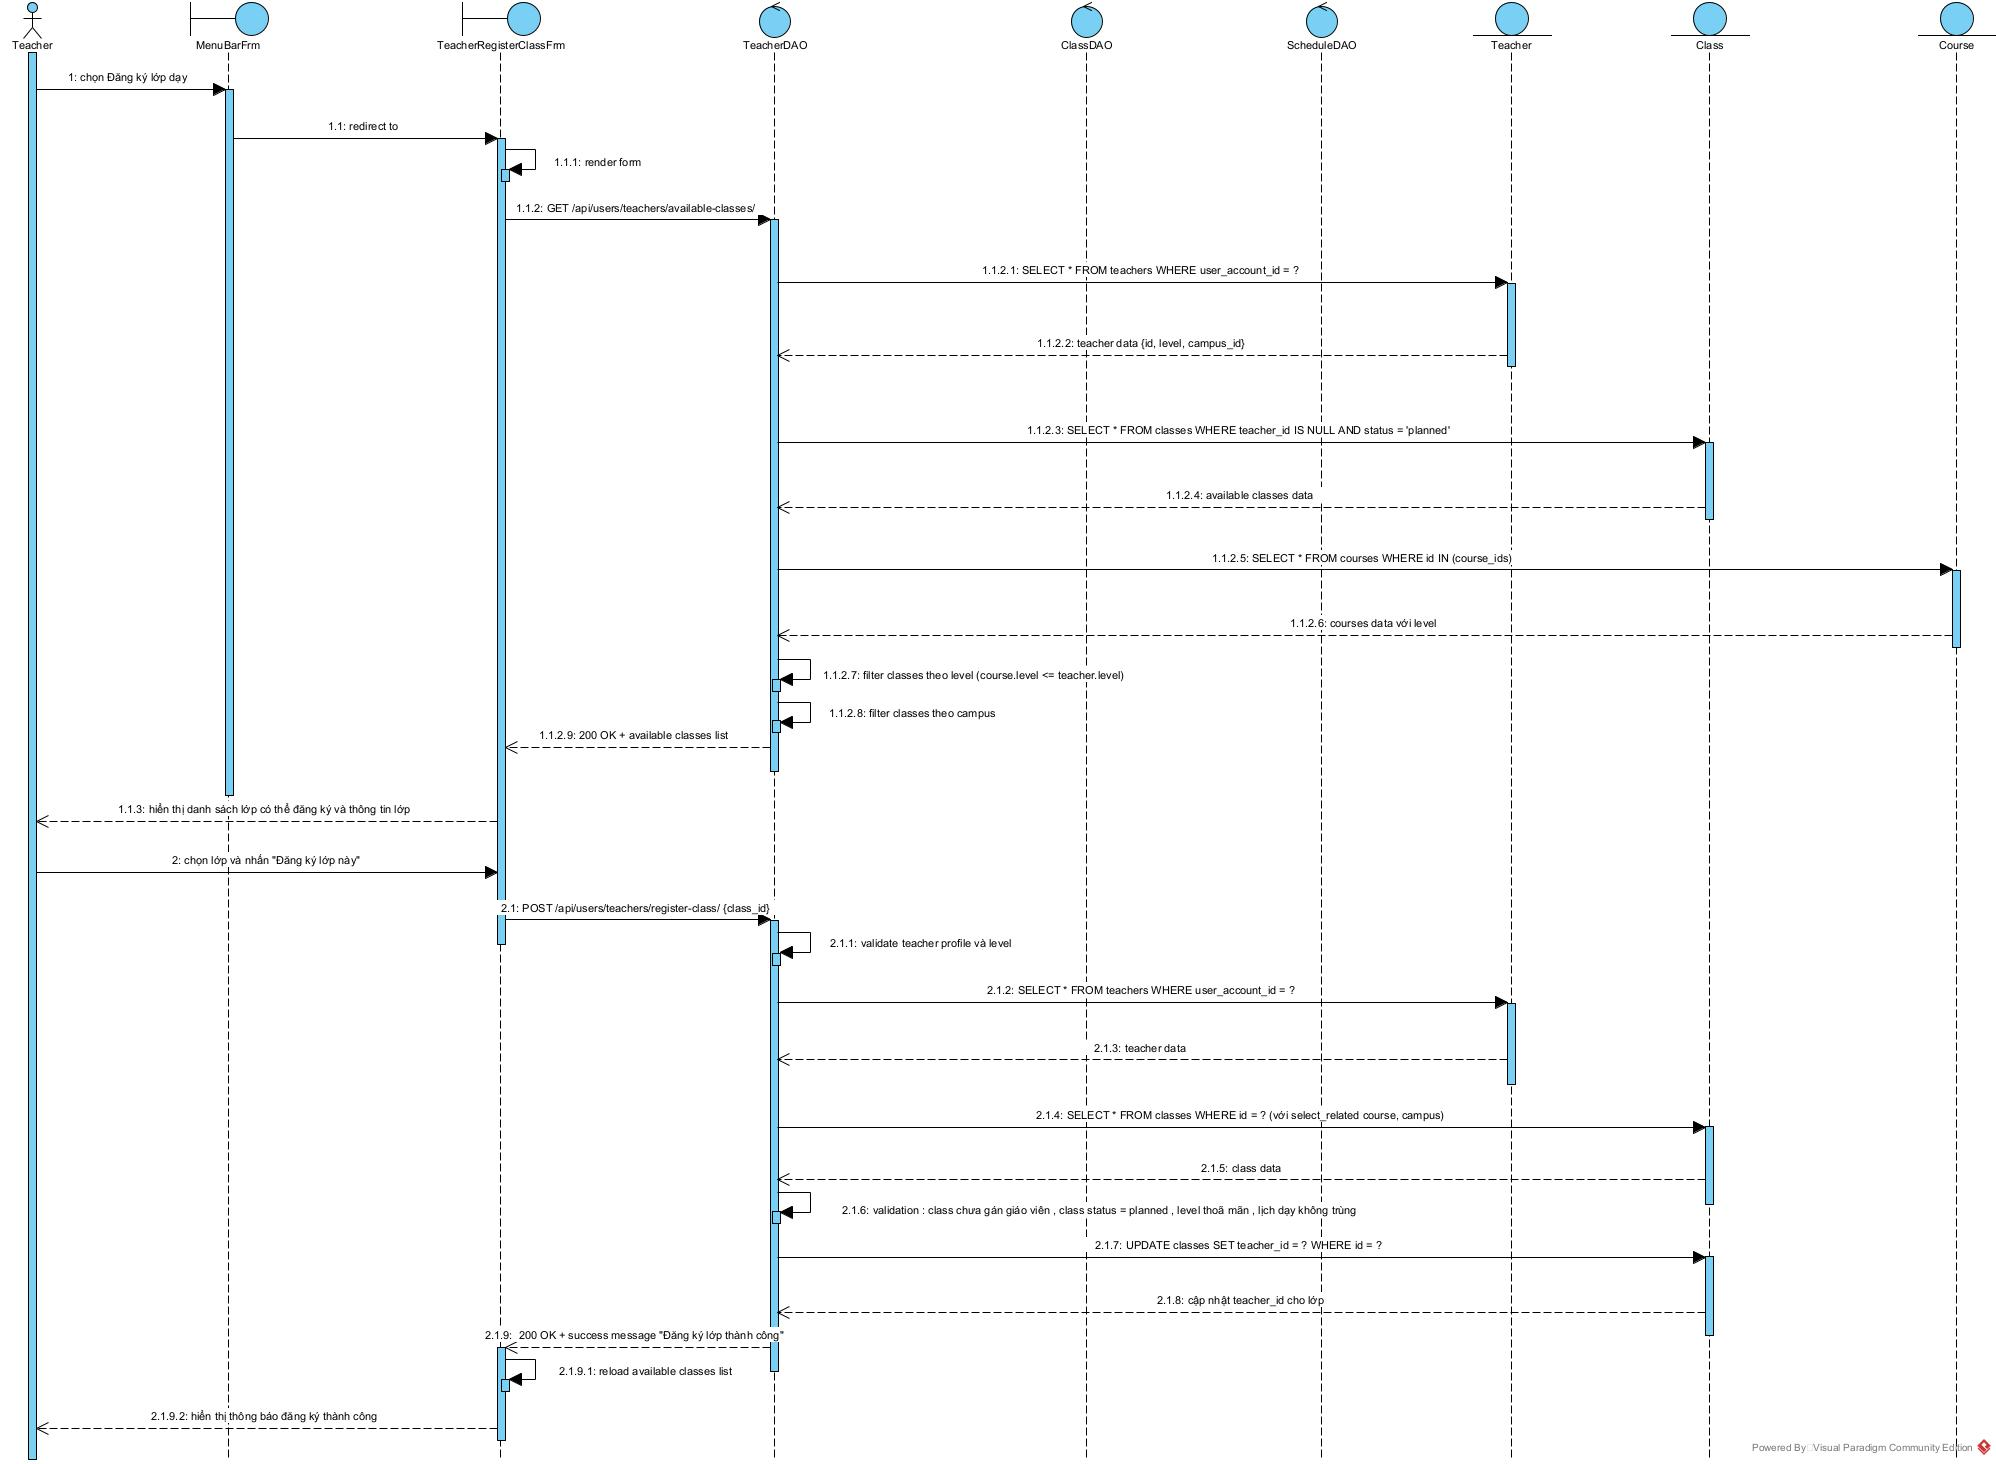 Teacher
MenuBarFrm
TeacherRegisterClassFrm
TeacherDAO
ClassDAO
ScheduleDAO
Teacher
Class
Course
1: chọn Đăng ký lớp dạy
1.1: redirect to
1.1.1: render form
1.1.2: GET /api/users/teachers/available-classes/
1.1.2.1: SELECT * FROM teachers WHERE user_account_id = ?
1.1.2.2: teacher data {id, level, campus_id}
1.1.2.3: SELECT * FROM classes WHERE teacher_id IS NULL AND status = 'planned'
1.1.2.4: available classes data
1.1.2.5: SELECT * FROM courses WHERE id IN (course_ids)
1.1.2.6: courses data với level
1.1.2.7: filter classes theo level (course.level <= teacher.level)
1.1.2.8: filter classes theo campus
1.1.2.9: 200 OK + available classes list
1.1.3: hiển thị danh sách lớp có thể đăng ký và thông tin lớp
2: chọn lớp và nhấn "Đăng ký lớp này"
2.1: POST /api/users/teachers/register-class/ {class_id}
2.1.1: validate teacher profile và level
2.1.2: SELECT * FROM teachers WHERE user_account_id = ?
2.1.3: teacher data
2.1.4: SELECT * FROM classes WHERE id = ? (với select_related course, campus)
2.1.5: class data
2.1.6: validation : class chưa gán giáo viên , class status = planned , level thoã mãn , lịch dạy không trùng
2.1.7: UPDATE classes SET teacher_id = ? WHERE id = ?
2.1.8: cập nhật teacher_id cho lớp
2.1.9: 200 OK + success message "Đăng ký lớp thành công"
2.1.9.1: reload available classes list
2.1.9.2: hiển thị thông báo đăng ký thành công
Powered By Visual Paradigm Community Edition